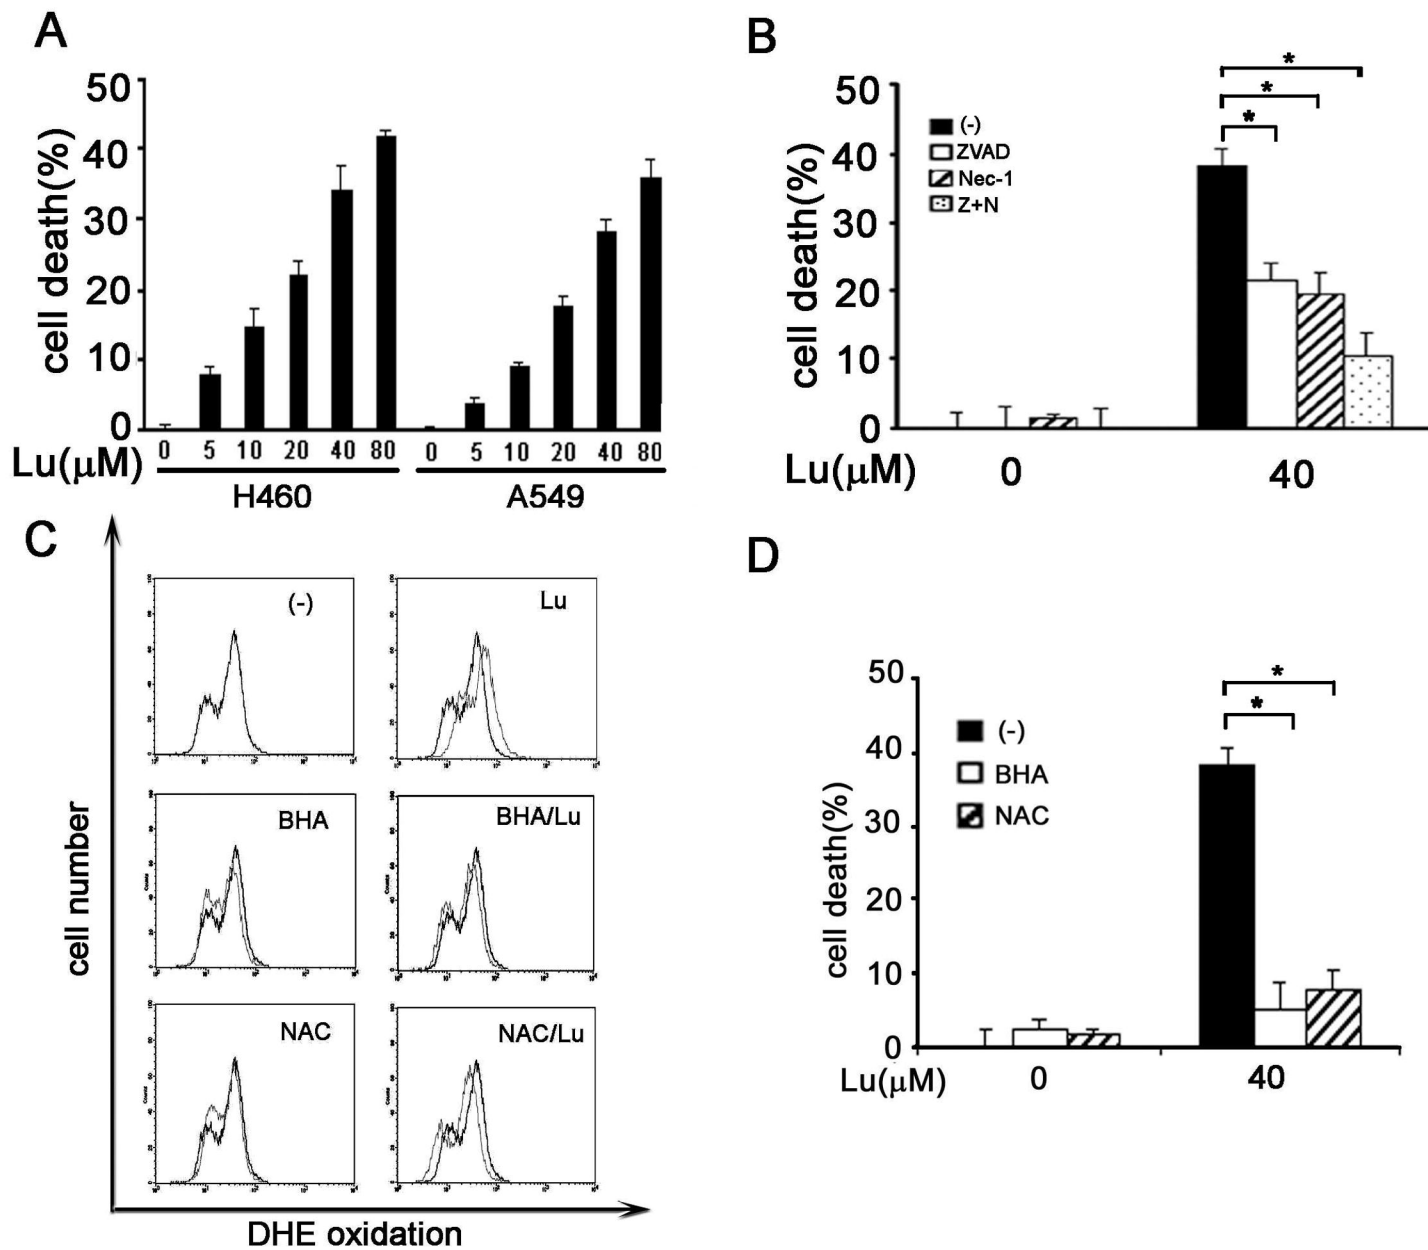 A
50
40
30
20
10
0
cell death(%)
Lu(μM)
0 5 10 20 40 80 0 5 10 20 40 80
H460 A549
B
50
40
30
20
10
0
cell death(%)
(-)
ZVAD
Nec-1
Z+N
*
*
*
Lu(μM) 0 40
C
cell number
(-)
Lu
BHA
BHA/Lu
NAC
NAC/Lu
DHE oxidation
D
50
40
30
20
10
0
cell death(%)
(-)
BHA
NAC
*
*
Lu(μM) 0 40